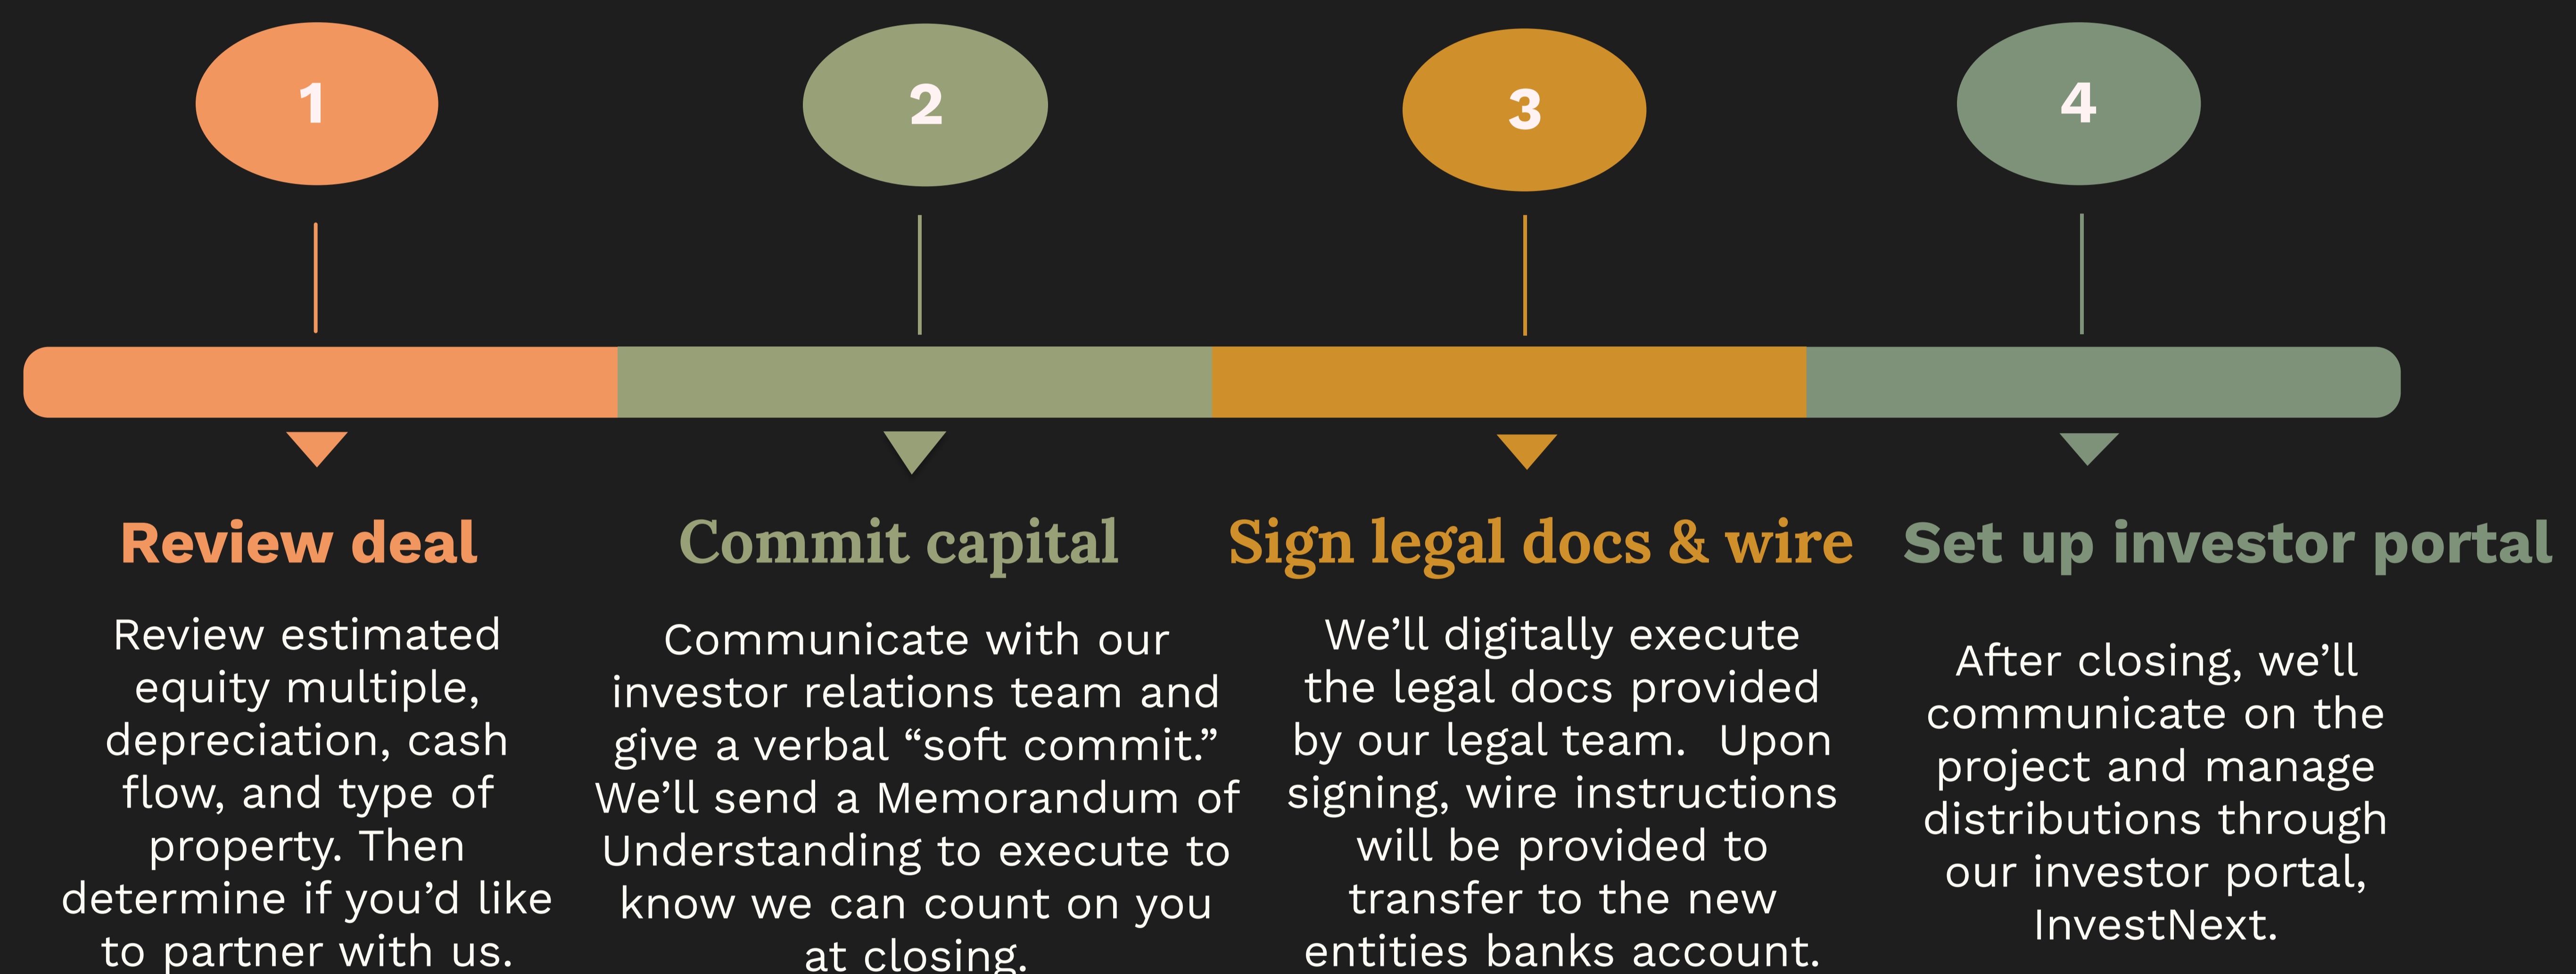 1
2
3
4
Review deal
Review estimated
equity multiple,
depreciation, cash
flow, and type of
property. Then
determine if you’d like
to partner with us.
Commit capital
Communicate with our
investor relations team and
give a verbal “soft commit.”
We’ll send a Memorandum of
Understanding to execute to
know we can count on you
at closing.
Sign legal docs & wire
We’ll digitally execute
the legal docs provided
by our legal team.  Upon
signing, wire instructions
will be provided to
transfer to the new
entities banks account.
Set up investor portal
After closing, we’ll
communicate on the
project and manage
distributions through
our investor portal,
InvestNext.